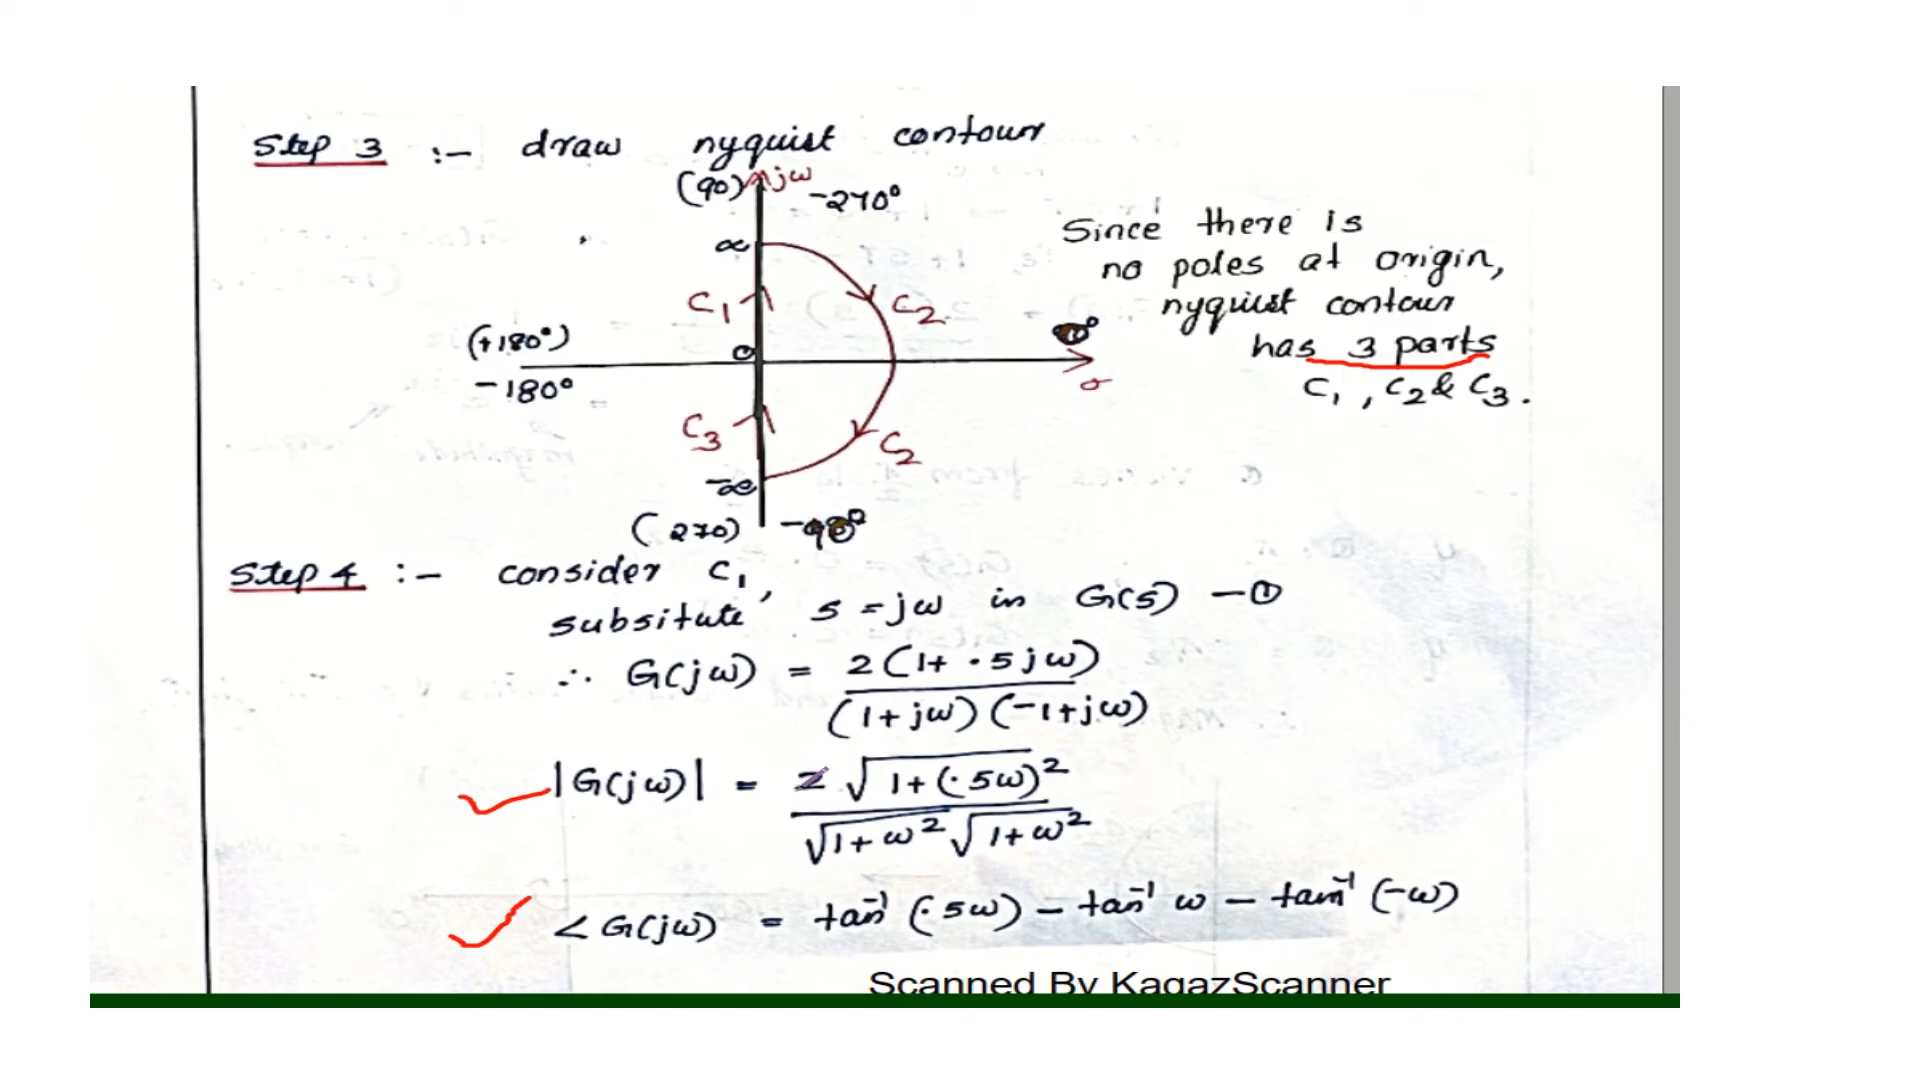 Step 3 :- draw nyquist contour
(90) jω -270°
Since there is
no poles at origin,
nyquist contour
has 3 parts
C₁, C₂ & C₃.
∞
C₁ C₂
(+180°) 0
-180° σ
C₃ C₂
-∞
(270) -90°
Step 4 :- consider C₁,
subsitute s = jω in G(s) —①
∴ G(jω) = 2(1+ .5jω) / (1+jω)(-1+jω)
|G(jω)| = 2 √1+(.5ω)² / √1+ω² √1+ω²
∠G(jω) = tan⁻¹(.5ω) – tan⁻¹ ω – tan⁻¹(-ω)
Scanned By KagazScanner